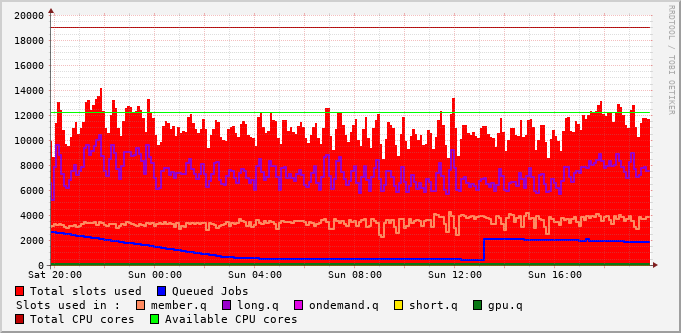 20000
18000
16000
14000
12000
10000
8000
6000
4000
2000
0
Sat 20:00 Sun 00:00 Sun 04:00 Sun 08:00 Sun 12:00 Sun 16:00
Total slots used Queued Jobs
Slots used in : member.q long.q ondemand.q short.q gpu.q
Total CPU cores Available CPU cores
RRDTOOL / TOBI OETIKER